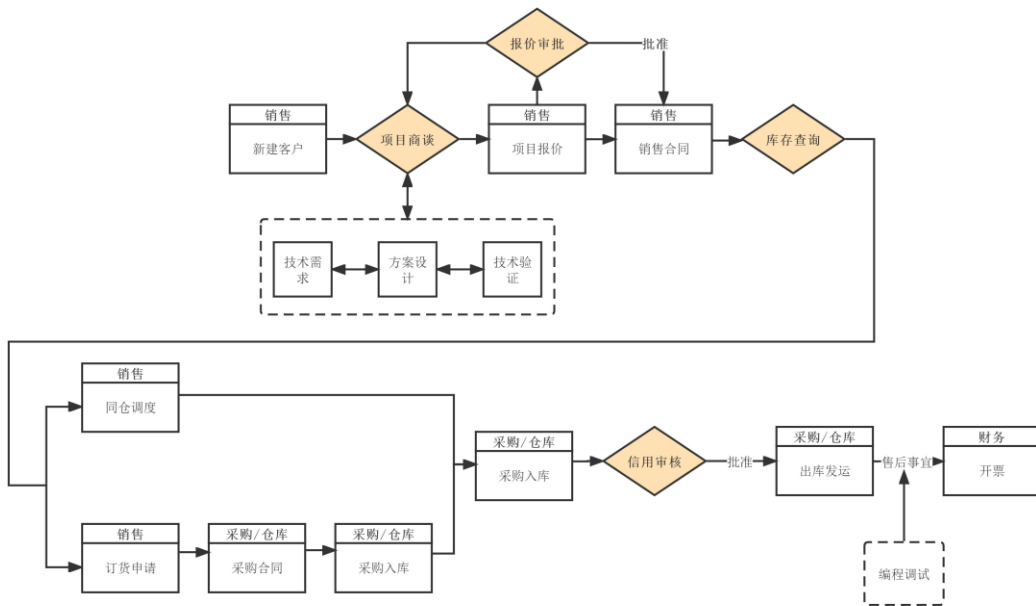 报价审批
批准
销售
新建客户
项目商谈
销售
项目报价
销售
销售合同
库存查询
技术需
求
方案设
计
技术验
证
销售
同仓调度
采购/仓库
采购入库
信用审核
批准
采购/仓库
出库发运
售后事宜
财务
开票
销售
订货申请
采购/仓库
采购合同
采购/仓库
采购入库
编程调试